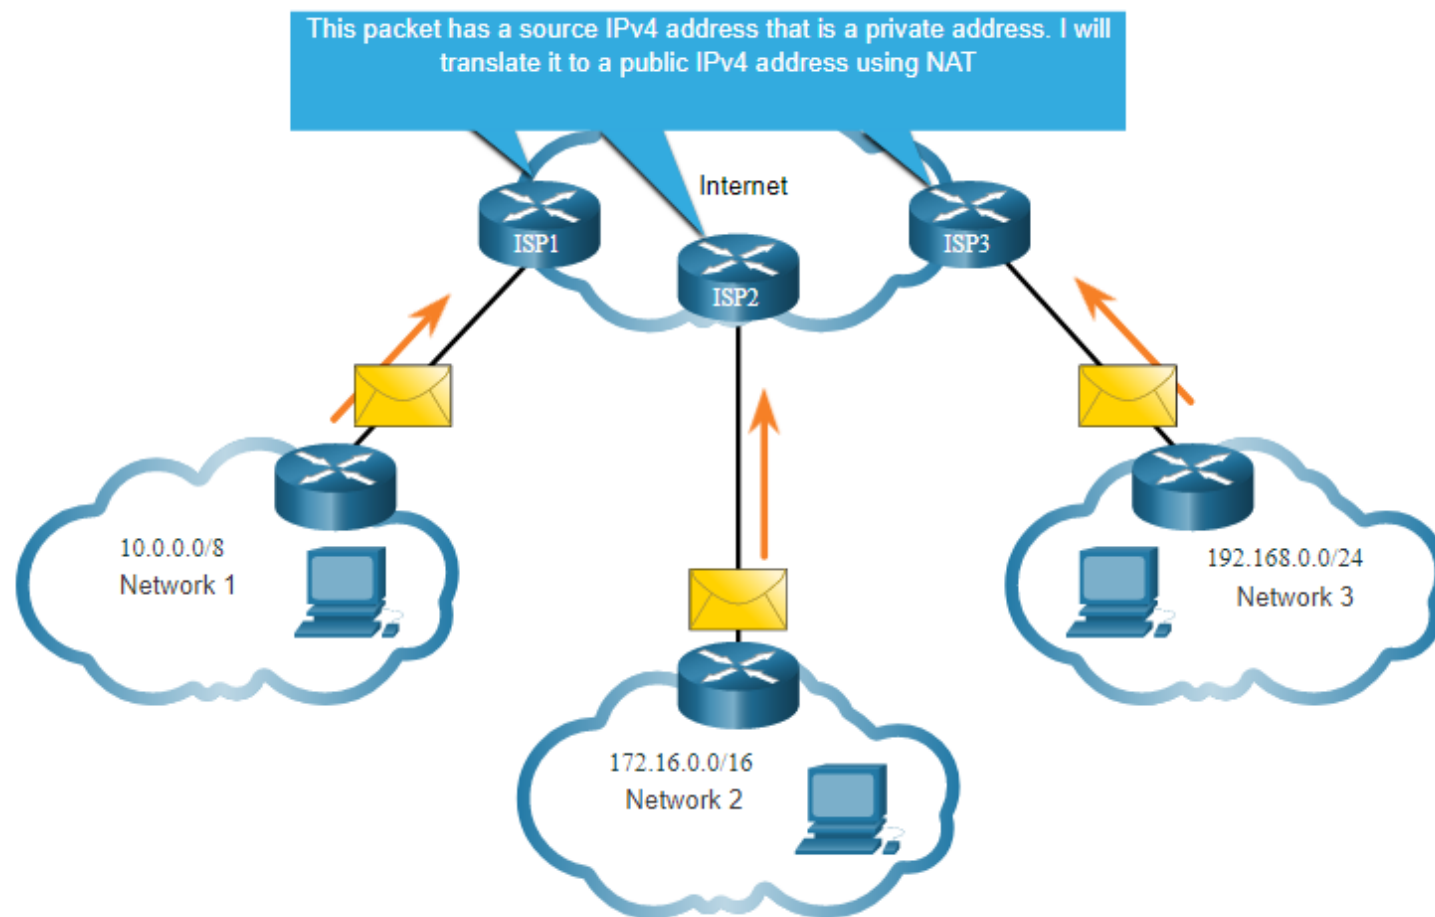 This packet has a source IPv4 address that is a private address. I will
translate it to a public IPv4 address using NAT
Internet
ISP1
ISP3
ISP2
10.0.0.0/8
Network 1
192.168.0.0/24
Network 3
172.16.0.0/16
Network 2